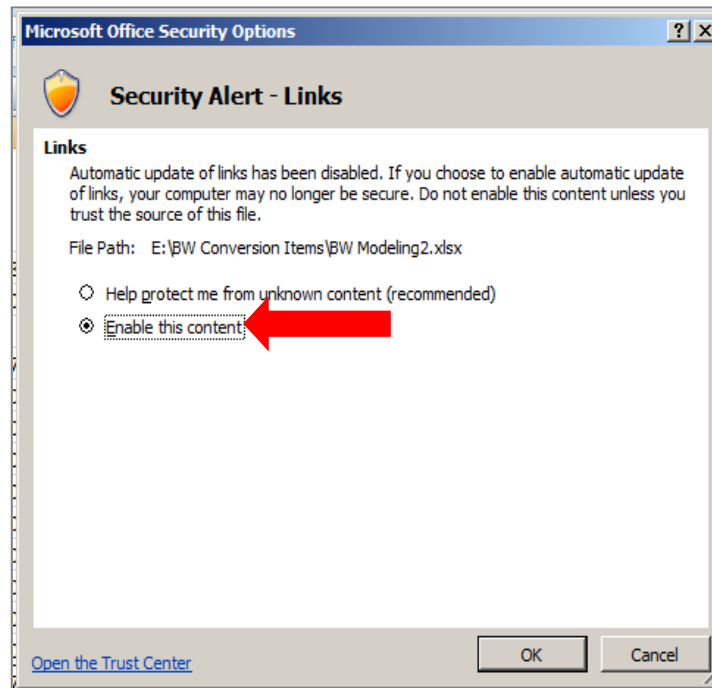 Microsoft Office Security Options
Security Alert - Links
Links
Automatic update of links has been disabled. If you choose to enable automatic update
of links, your computer may no longer be secure. Do not enable this content unless you
trust the source of this file.
File Path: E:\BW Conversion Items\BW Modeling2.xlsx
Help protect me from unknown content (recommended)
Enable this content
Open the Trust Center
OK
Cancel